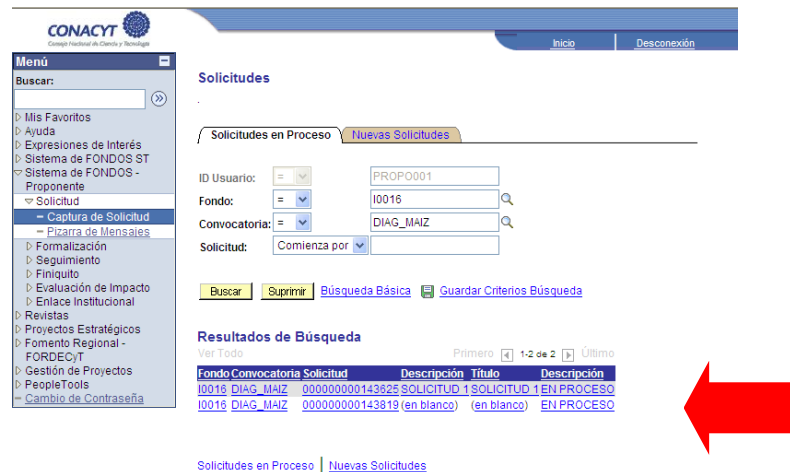 CONACYT
Consejo Nacional de Ciencia y Tecnología
Inicio Desconexión
Menú
Buscar:
Mis Favoritos
Ayuda
Expresiones de Interés
Sistema de FONDOS ST
Sistema de FONDOS -
Proponente
Solicitud
Captura de Solicitud
Pizarra de Mensajes
Formalización
Seguimiento
Finiquito
Evaluación de Impacto
Enlace Institucional
Revistas
Proyectos Estratégicos
Fomento Regional -
FORDECyT
Gestión de Proyectos
PeopleTools
Cambio de Contraseña
Solicitudes
Solicitudes en Proceso Nuevas Solicitudes
ID Usuario: = PROPO001
Fondo: = I0016
Convocatoria: = DIAG_MAIZ
Solicitud: Comienza por
Buscar Suprimir Búsqueda Básica Guardar Criterios Búsqueda
Resultados de Búsqueda
Ver Todo Primero 1-2 de 2 Último
Fondo Convocatoria Solicitud Descripción Título Descripción
I0016 DIAG_MAIZ 000000000143625 SOLICITUD 1 SOLICITUD 1 EN PROCESO
I0016 DIAG_MAIZ 000000000143819 (en blanco) (en blanco) EN PROCESO
Solicitudes en Proceso | Nuevas Solicitudes